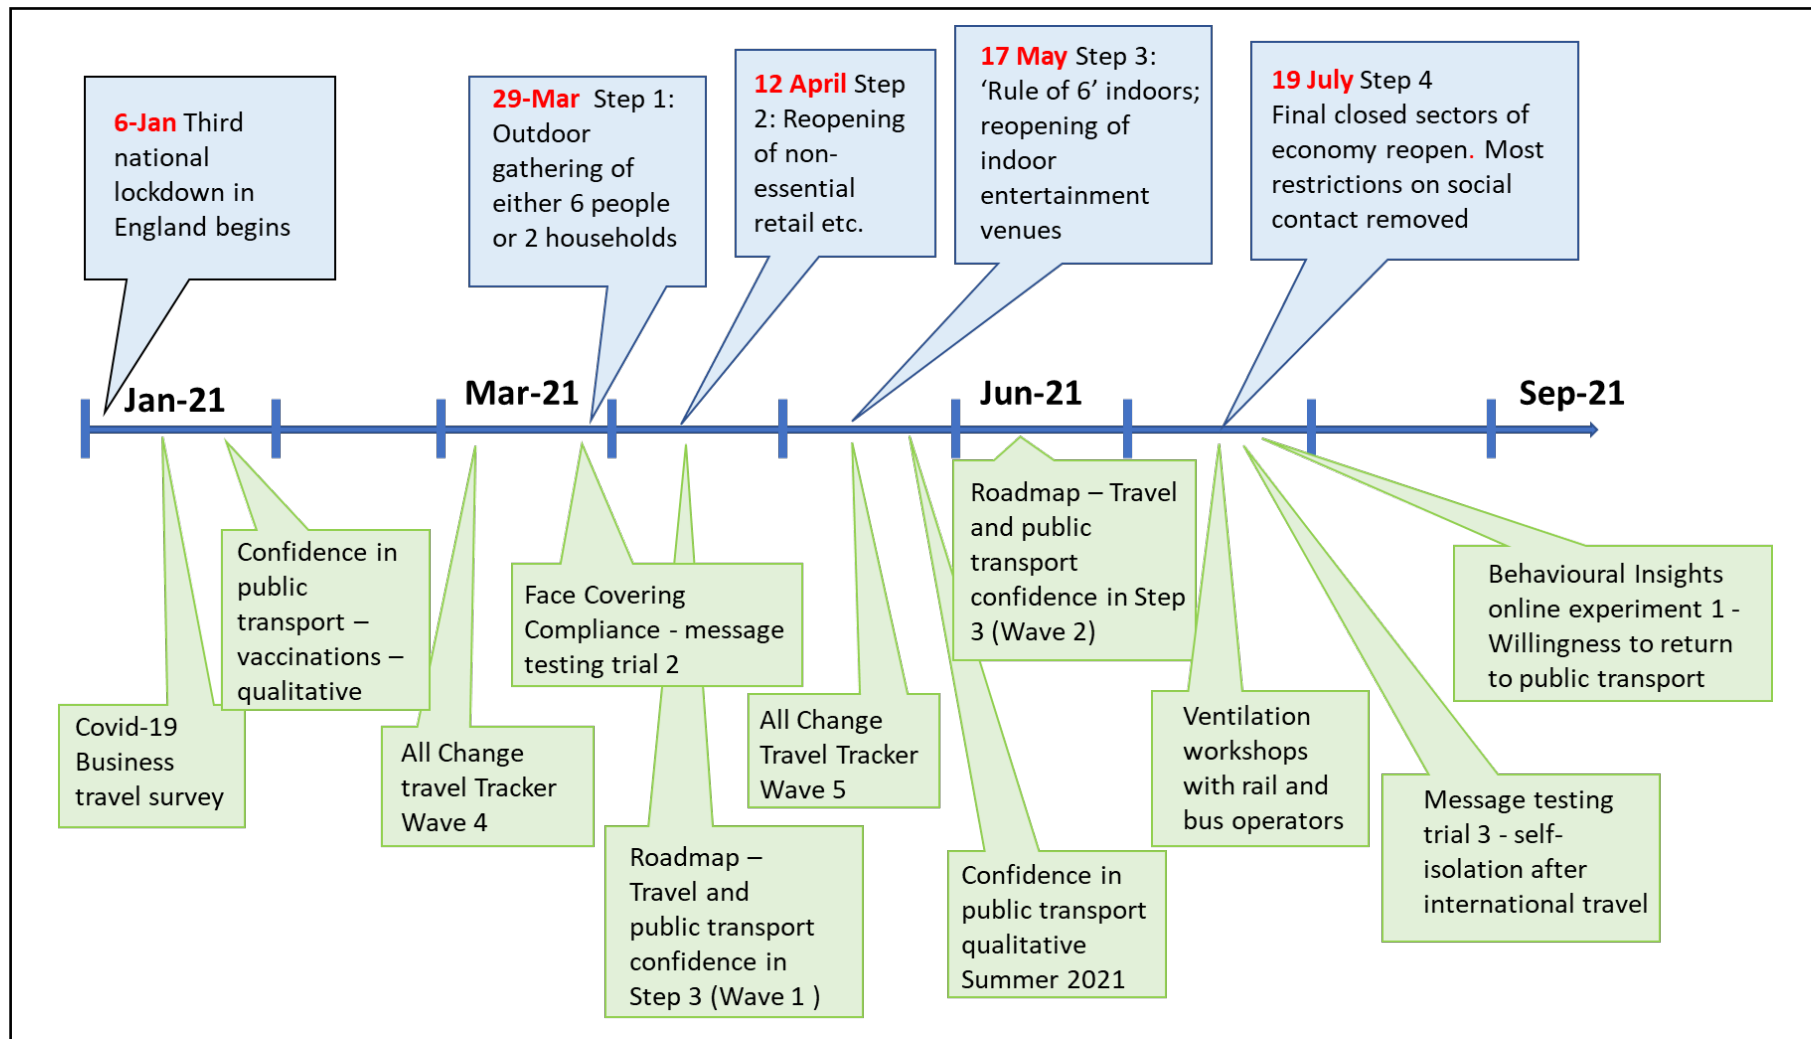 6-Jan Third
national
lockdown in
England begins
29-Mar  Step 1:
Outdoor
gathering of
either 6 people
or 2 households
12 April Step
2: Reopening
of non-
essential
retail etc.
17 May Step 3:
‘Rule of 6’ indoors;
reopening of
indoor
entertainment
venues
19 July Step 4
Final closed sectors of
economy reopen. Most
restrictions on social
contact removed
Jan-21
Mar-21
Jun-21
Sep-21
Covid-19
Business
travel survey
Confidence in
public
transport –
vaccinations –
qualitative
All Change
travel Tracker
Wave 4
Face Covering
Compliance - message
testing trial 2
Roadmap –
Travel and
public transport
confidence in
Step 3 (Wave 1 )
All Change
Travel Tracker
Wave 5
Confidence in
public transport
qualitative
Summer 2021
Roadmap – Travel
and public
transport
confidence in Step
3 (Wave 2)
Ventilation
workshops
with rail and
bus operators
Message testing
trial 3 - self-
isolation after
international travel
Behavioural Insights
online experiment 1 -
Willingness to return
to public transport